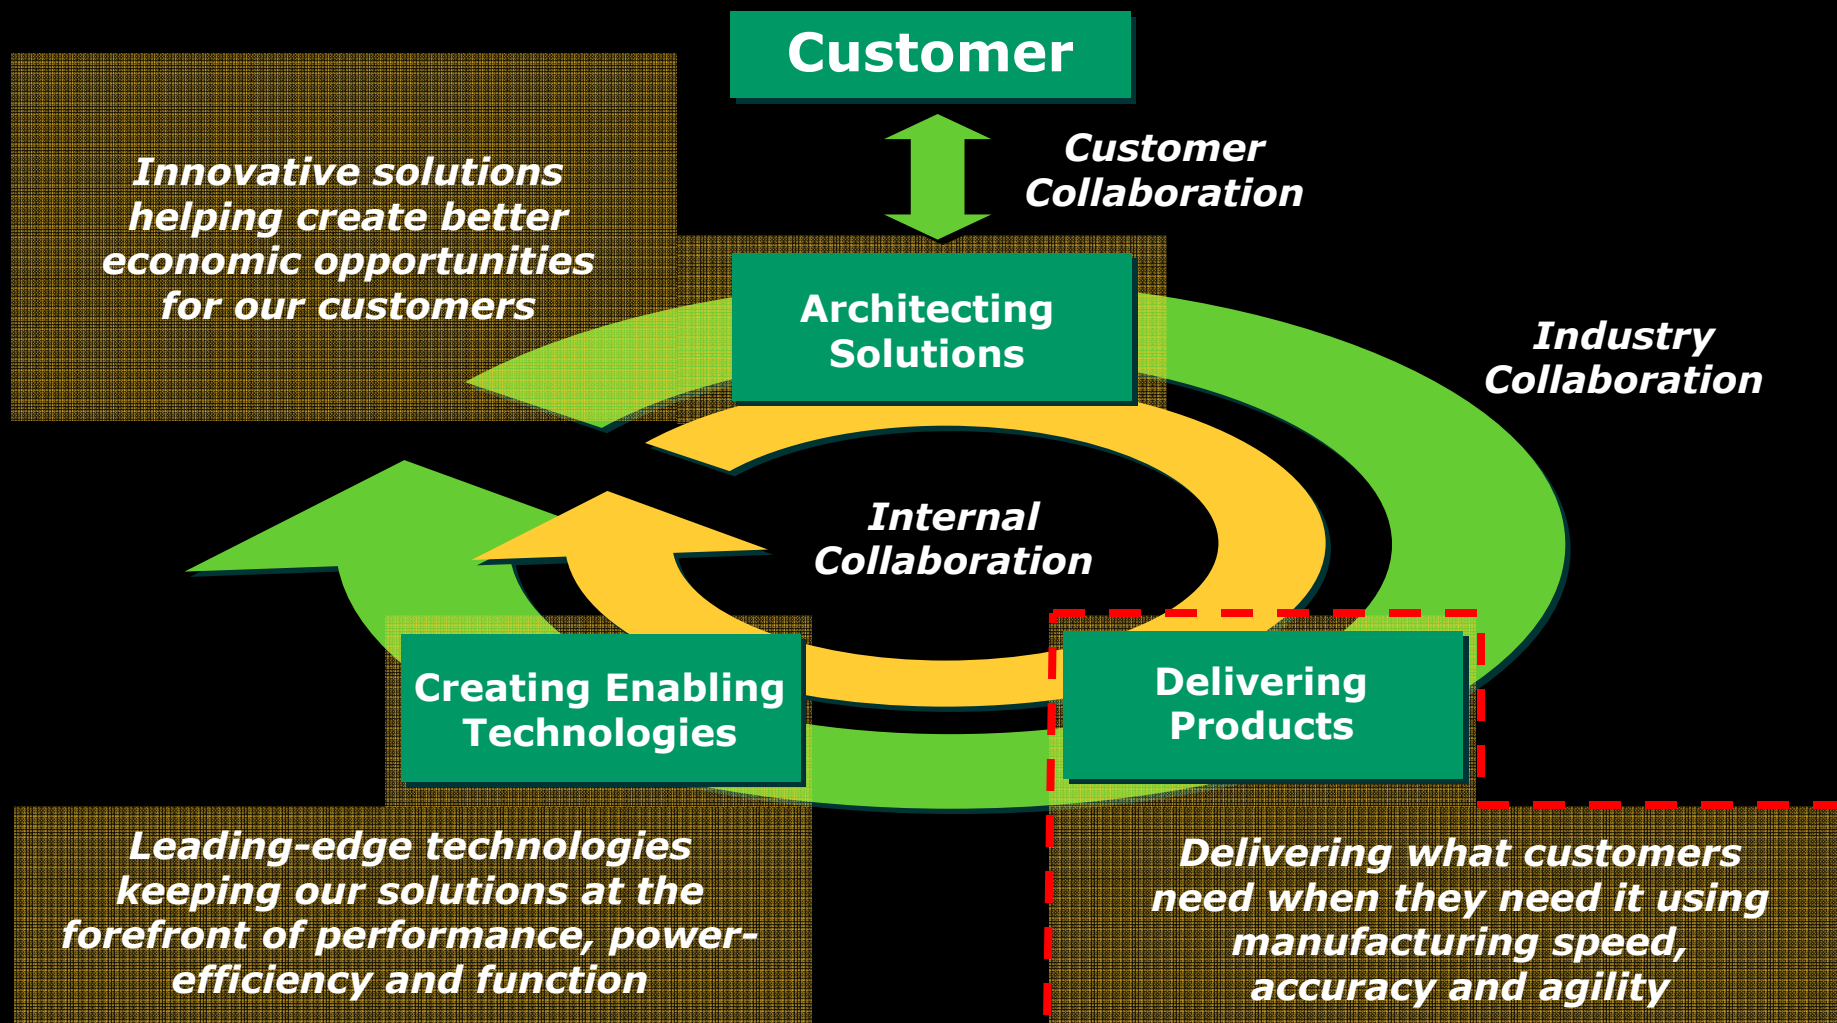 Customer
Customer
Collaboration
Innovative solutions
helping create better
economic opportunities
for our customers
Architecting
Solutions
Industry
Collaboration
Internal
Collaboration
Creating Enabling
Technologies
Delivering
Products
Leading-edge technologies
keeping our solutions at the
forefront of performance, power-
efficiency and function
Delivering what customers
need when they need it using
manufacturing speed,
accuracy and agility